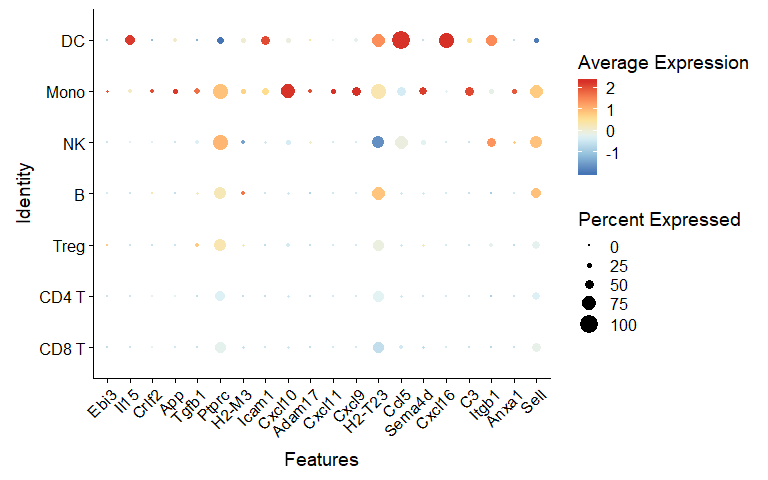 DC
Mono
NK
B
Treg
CD4 T
CD8 T
Identity
Ebi3
Il15
Crlf2
App
Tgfb1
Ptprc
H2-M3
Icam1
Cxcl10
Adam17
Cxcl11
Cxcl9
H2-T23
Ccl5
Sema4d
Cxcl16
C3
Itgb1
Anxa1
Sell
Features
Average Expression
2
1
0
-1
Percent Expressed
0
25
50
75
100